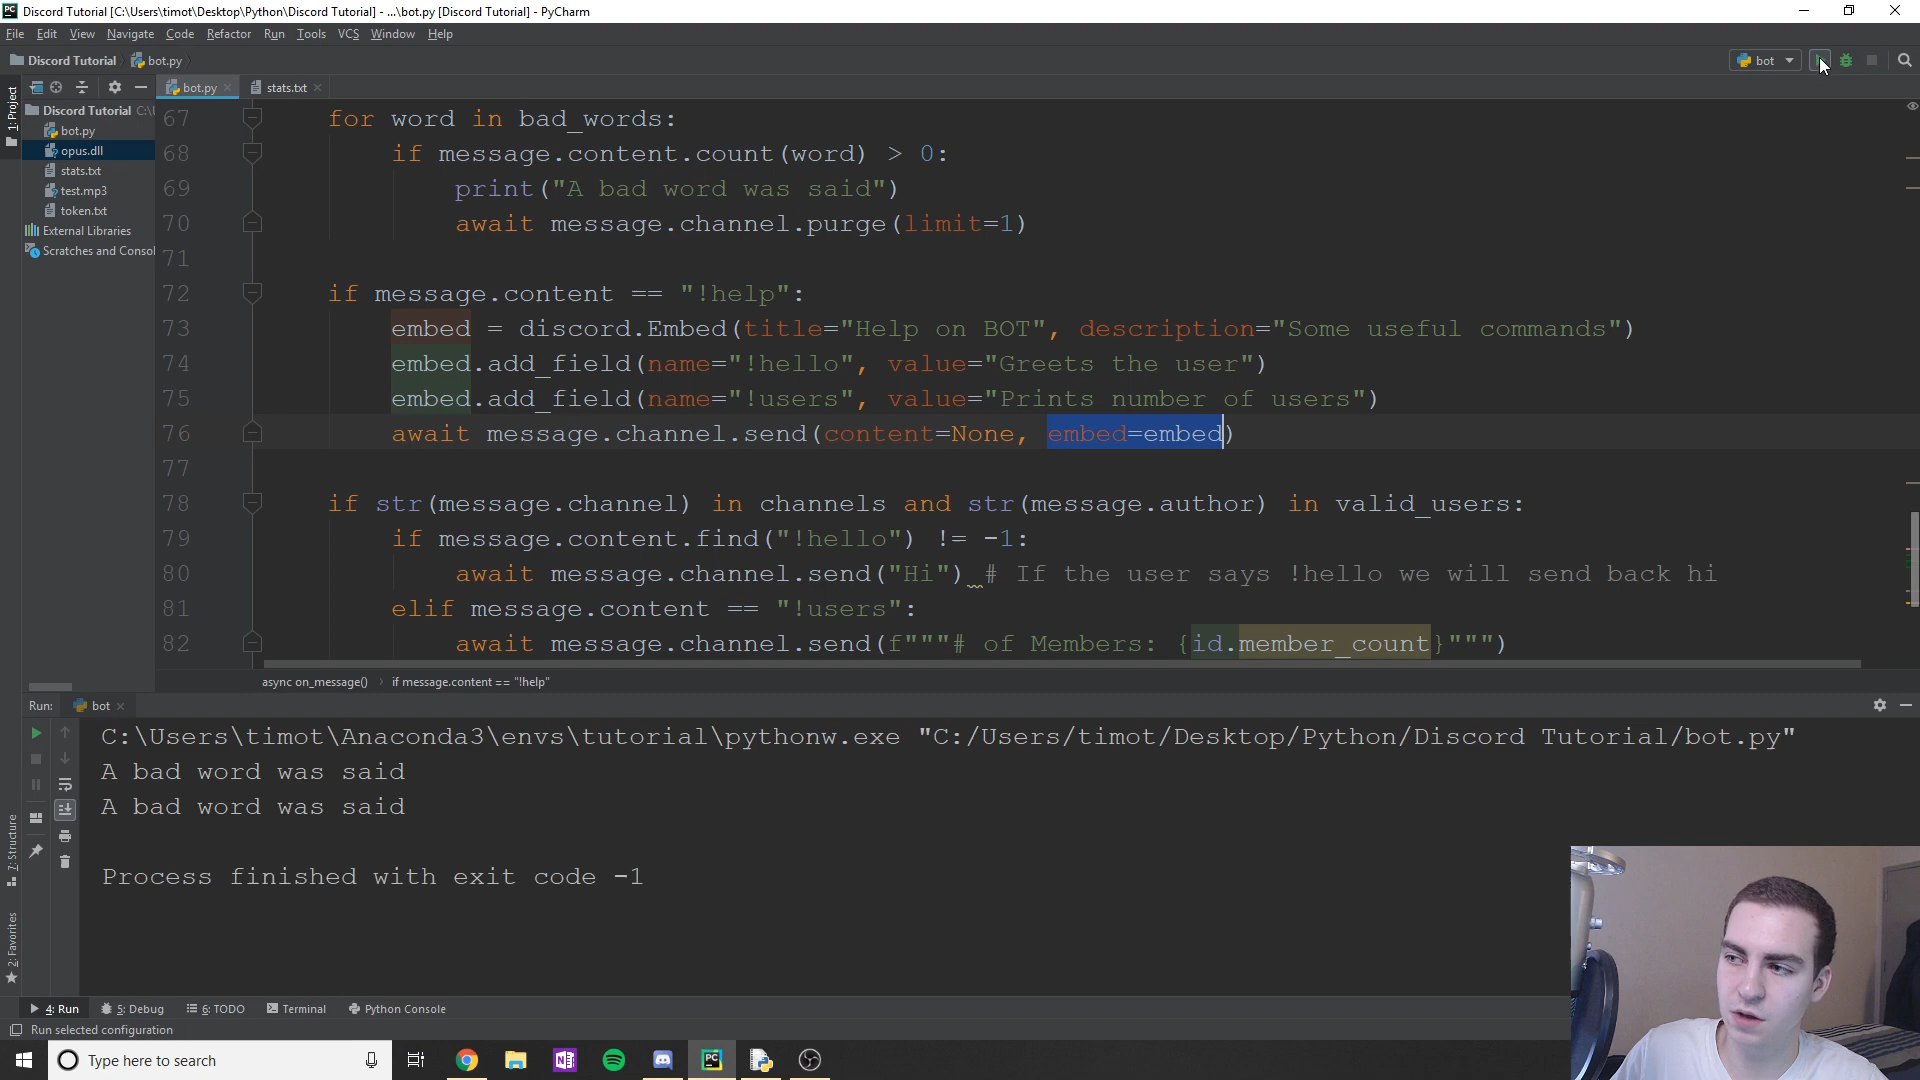 Discord Tutorial [C:\Users\timot\Desktop\Python\Discord Tutorial] - ...\bot.py [Discord Tutorial] - PyCharm
File Edit View Navigate Code Refactor Run Tools VCS Window Help
Discord Tutorial bot.py
bot
1: Project
bot.py stats.txt
Discord Tutorial C:\
bot.py
opus.dll
stats.txt
test.mp3
token.txt
External Libraries
Scratches and Consol
67 for word in bad_words:
68 if message.content.count(word) > 0:
69 print("A bad word was said")
70 await message.channel.purge(limit=1)
71
72 if message.content == "!help":
73 embed = discord.Embed(title="Help on BOT", description="Some useful commands")
74 embed.add_field(name="!hello", value="Greets the user")
75 embed.add_field(name="!users", value="Prints number of users")
76 await message.channel.send(content=None, embed=embed)
77
78 if str(message.channel) in channels and str(message.author) in valid_users:
79 if message.content.find("!hello") != -1:
80 await message.channel.send("Hi") # If the user says !hello we will send back hi
81 elif message.content == "!users":
82 await message.channel.send(f"""# of Members: {id.member_count}""")
async on_message() if message.content == "!help"
Run: bot
C:\Users\timot\Anaconda3\envs\tutorial\pythonw.exe "C:/Users/timot/Desktop/Python/Discord Tutorial/bot.py"
A bad word was said
A bad word was said
Process finished with exit code -1
7: Structure
2: Favorites
4: Run 5: Debug 6: TODO Terminal Python Console
Run selected configuration
Type here to search